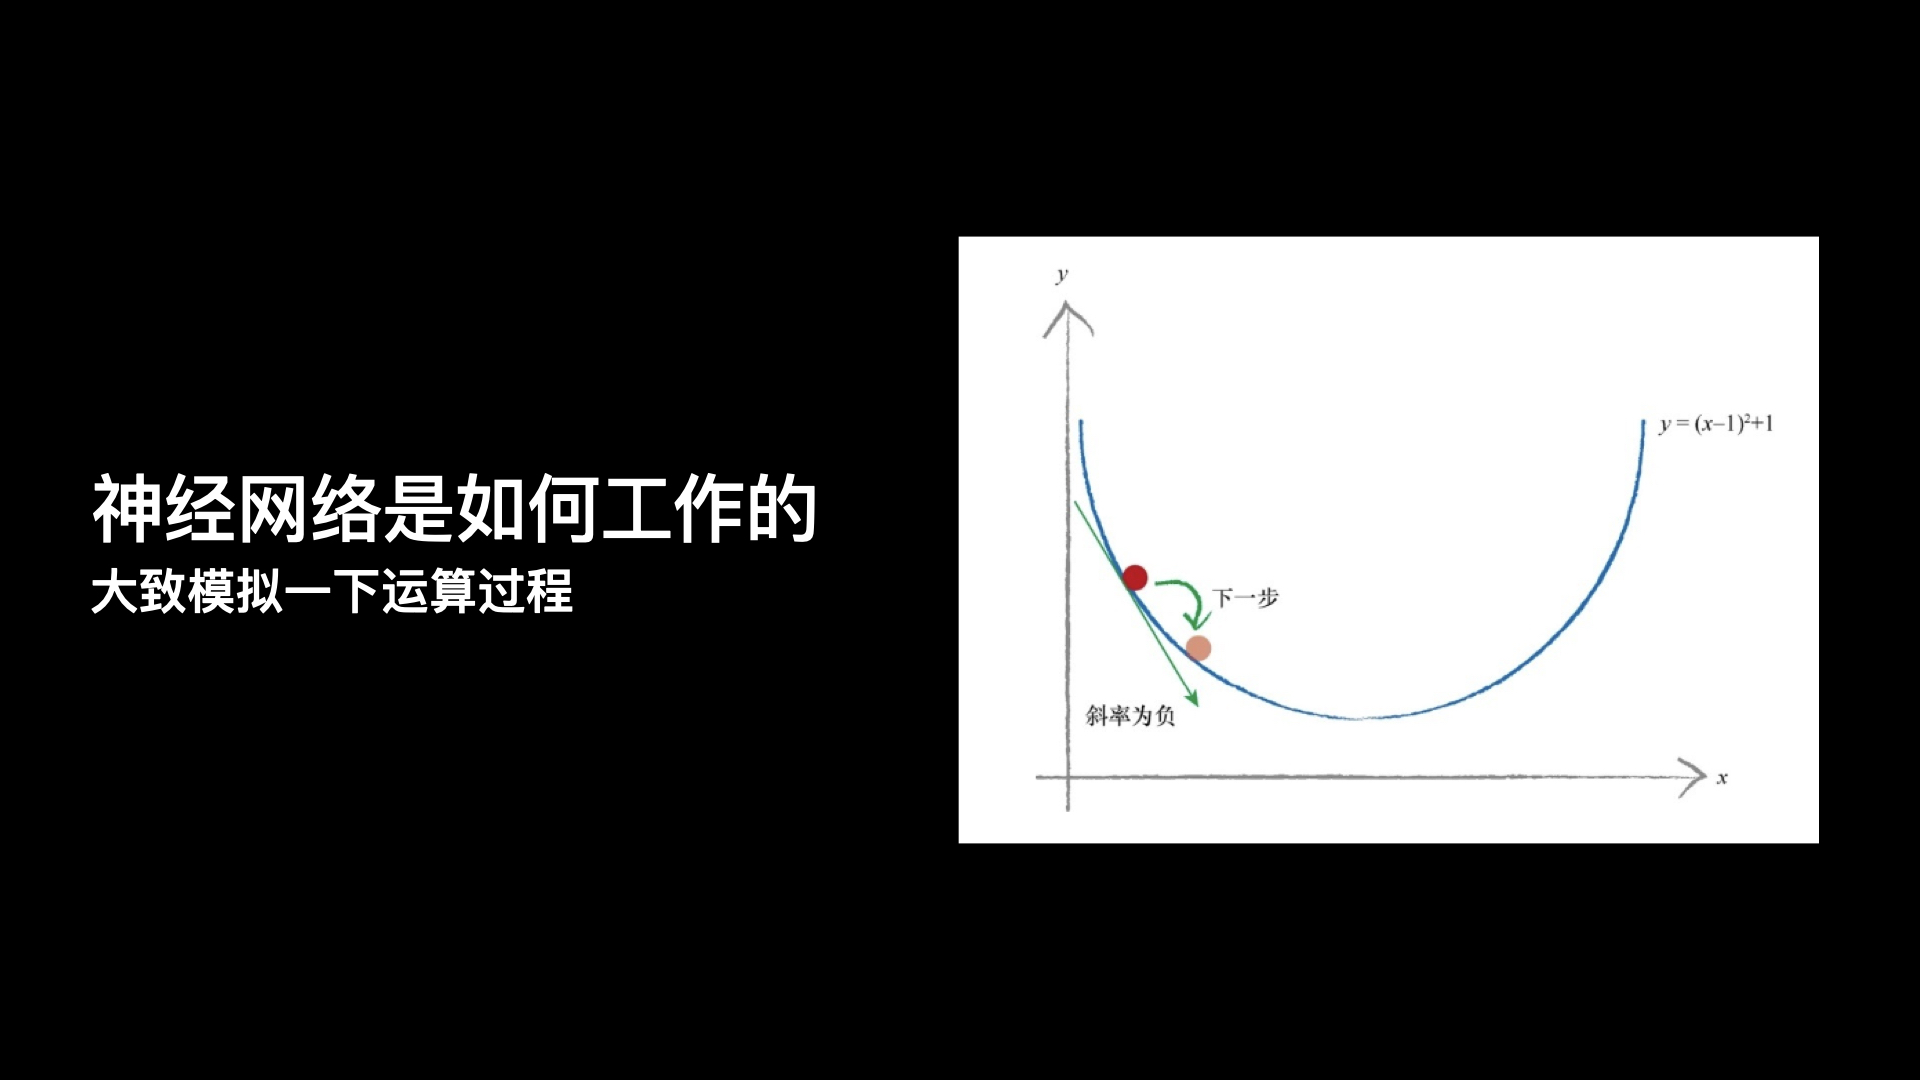 神经网络是如何工作的
大致模拟一下运算过程
y
y = (x–1)²+1
下一步
斜率为负
x